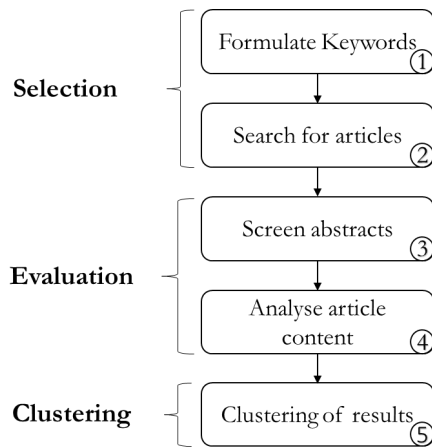 Formulate Keywords
①
Selection
Search for articles
②
Screen abstracts
③
Evaluation
Analyse article
content
④
Clustering
Clustering of results
⑤